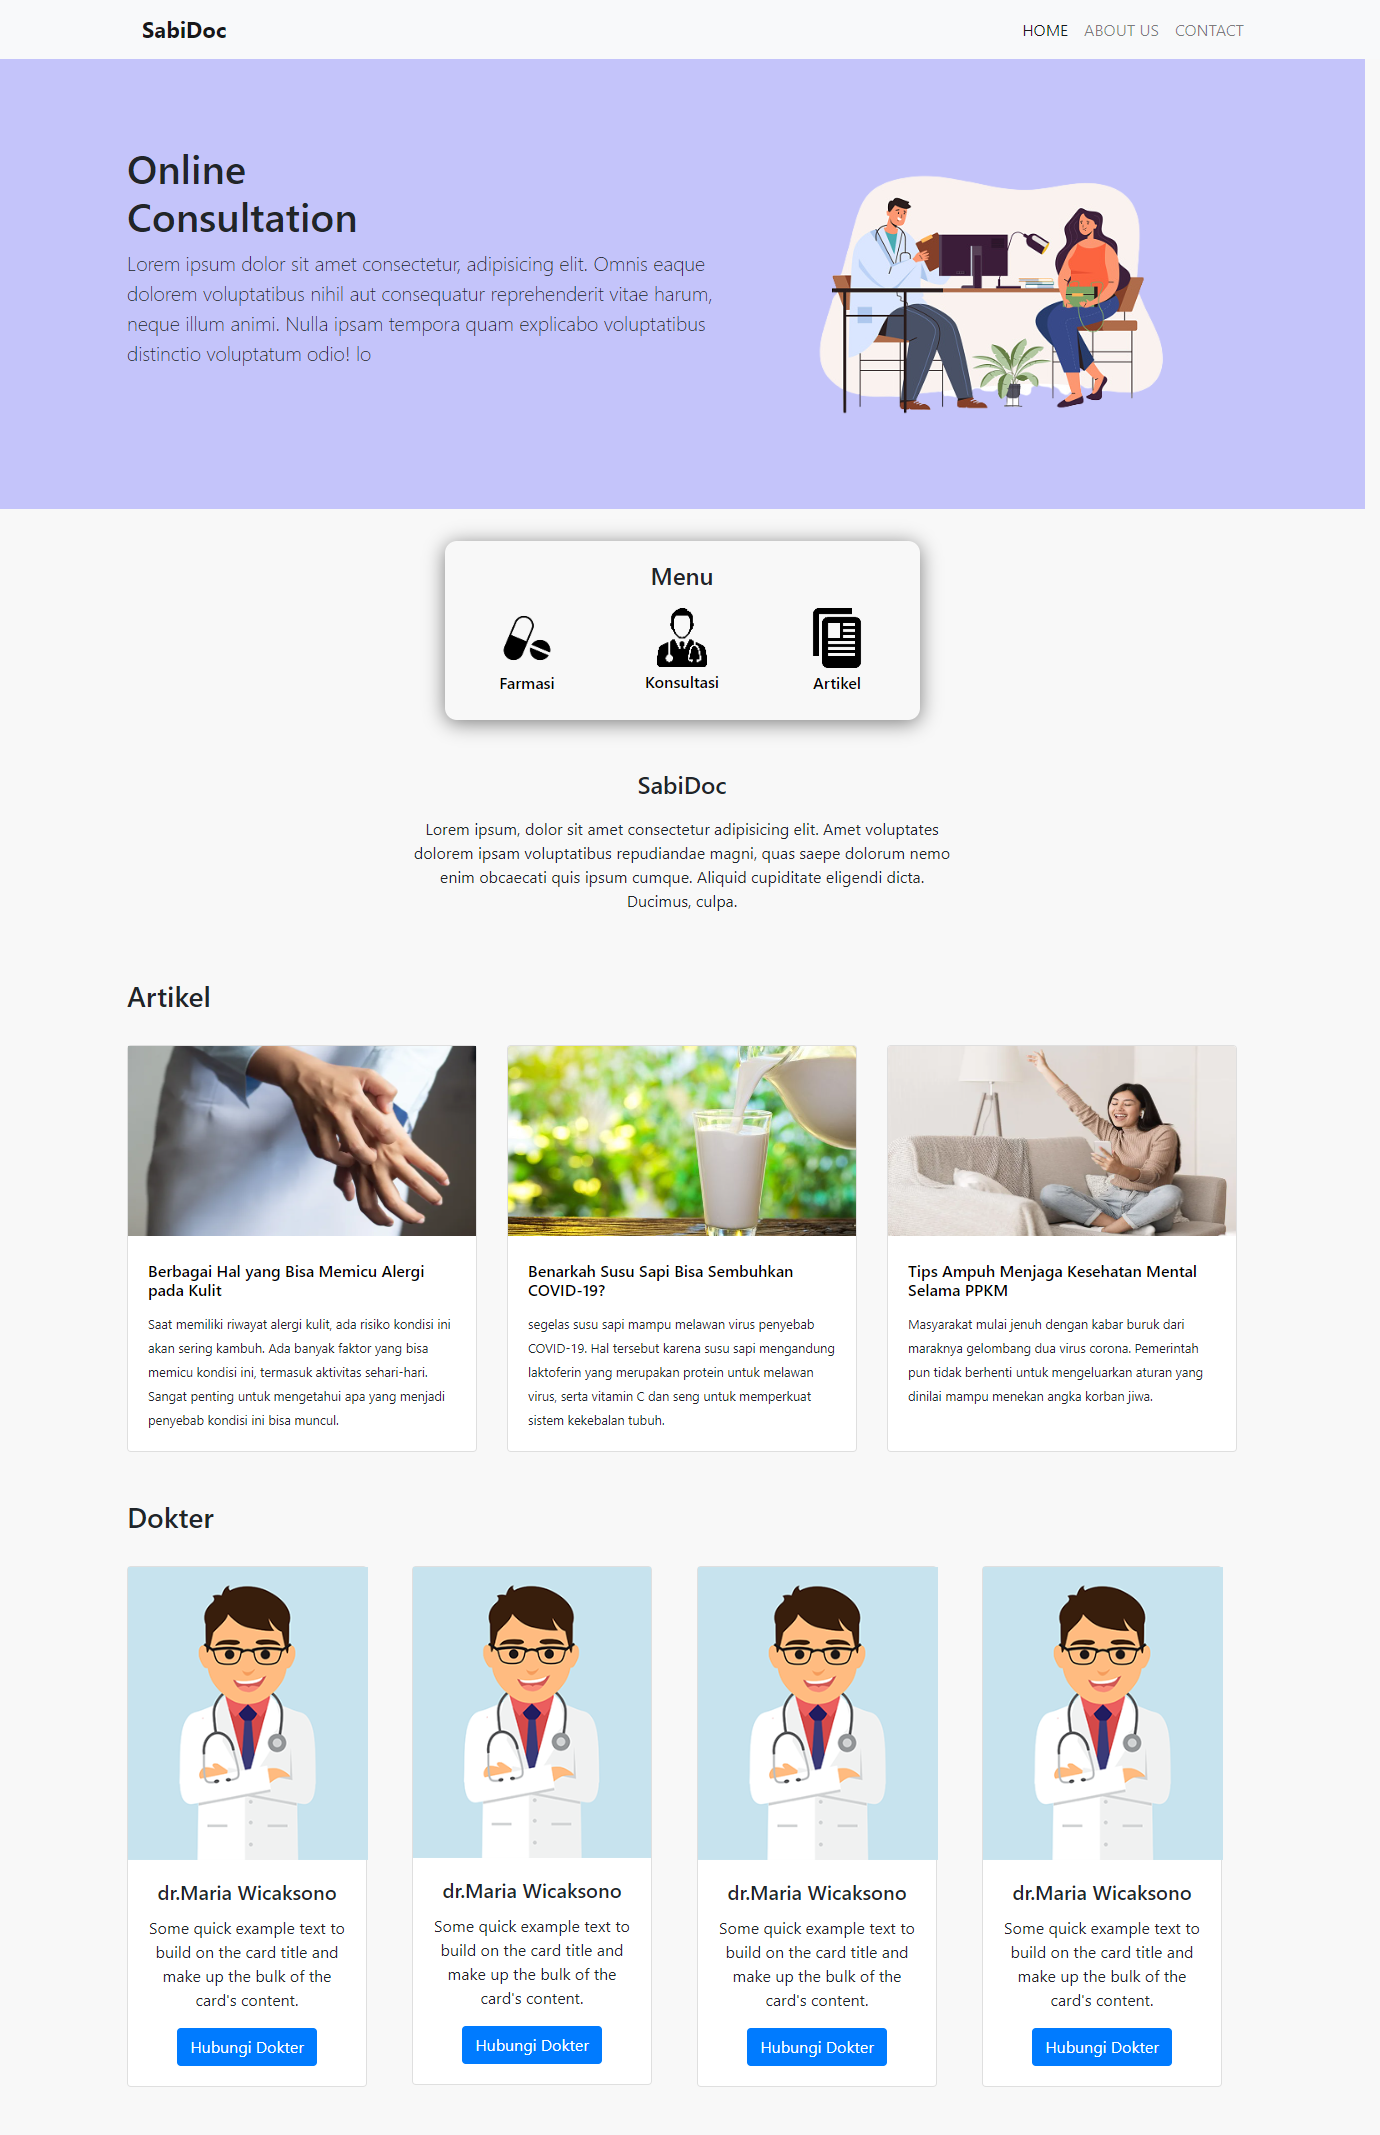 SabiDoc
HOME ABOUT US CONTACT
Online
Consultation
Lorem ipsum dolor sit amet consectetur, adipisicing elit. Omnis eaque
dolorem voluptatibus nihil aut consequatur reprehenderit vitae harum,
neque illum animi. Nulla ipsam tempora quam explicabo voluptatibus
distinctio voluptatum odio! lo
Menu
Farmasi
Konsultasi
Artikel
SabiDoc
Lorem ipsum, dolor sit amet consectetur adipisicing elit. Amet voluptates
dolorem ipsam voluptatibus repudiandae magni, quas saepe dolorum nemo
enim obcaecati quis ipsum cumque. Aliquid cupiditate eligendi dicta.
Ducimus, culpa.
Artikel
Berbagai Hal yang Bisa Memicu Alergi
pada Kulit
Saat memiliki riwayat alergi kulit, ada risiko kondisi ini
akan sering kambuh. Ada banyak faktor yang bisa
memicu kondisi ini, termasuk aktivitas sehari-hari.
Sangat penting untuk mengetahui apa yang menjadi
penyebab kondisi ini bisa muncul.
Benarkah Susu Sapi Bisa Sembuhkan
COVID-19?
segelas susu sapi mampu melawan virus penyebab
COVID-19. Hal tersebut karena susu sapi mengandung
laktoferin yang merupakan protein untuk melawan
virus, serta vitamin C dan seng untuk memperkuat
sistem kekebalan tubuh.
Tips Ampuh Menjaga Kesehatan Mental
Selama PPKM
Masyarakat mulai jenuh dengan kabar buruk dari
maraknya gelombang dua virus corona. Pemerintah
pun tidak berhenti untuk mengeluarkan aturan yang
dinilai mampu menekan angka korban jiwa.
Dokter
dr.Maria Wicaksono
Some quick example text to
build on the card title and
make up the bulk of the
card's content.
Hubungi Dokter
dr.Maria Wicaksono
Some quick example text to
build on the card title and
make up the bulk of the
card's content.
Hubungi Dokter
dr.Maria Wicaksono
Some quick example text to
build on the card title and
make up the bulk of the
card's content.
Hubungi Dokter
dr.Maria Wicaksono
Some quick example text to
build on the card title and
make up the bulk of the
card's content.
Hubungi Dokter